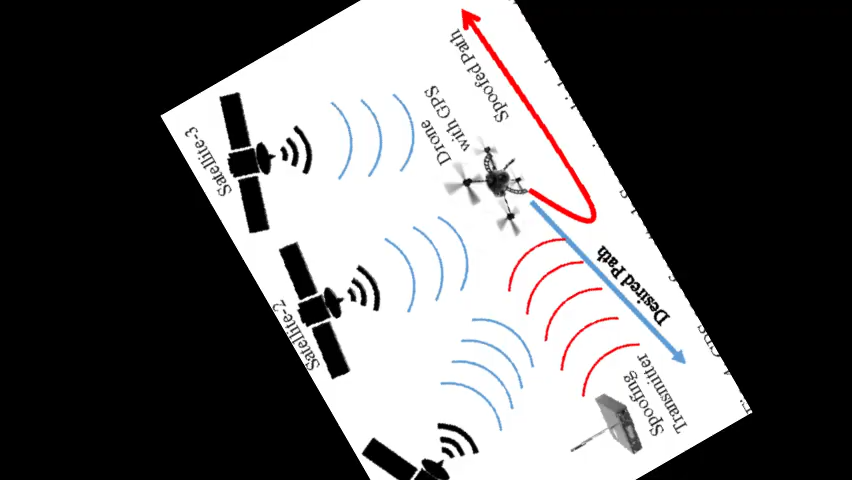 Satellite-3
Satellite-2
Drone
with GPS
Spoofed Path
Desired Path
Spoofing
Transmitter